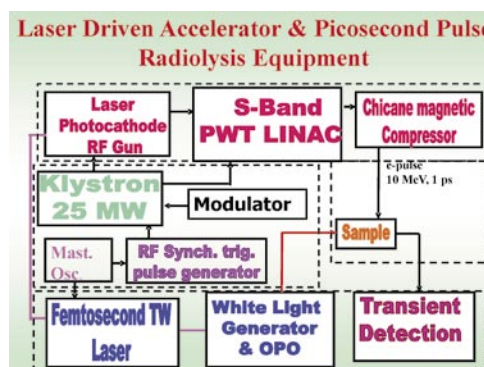 Laser Driven Accelerator & Picosecond Pulse
Radiolysis Equipment
Laser
Photocathode
RF Gun
S-Band
PWT LINAC
Chicane magnetic
Compressor
e-pulse
10 MeV, 1 ps
Klystron
25 MW
Modulator
Sample
Mast.
Osc.
RF Synch. trig.
pulse generator
Femtosecond TW
Laser
White Light
Generator
& OPO
Transient
Detection